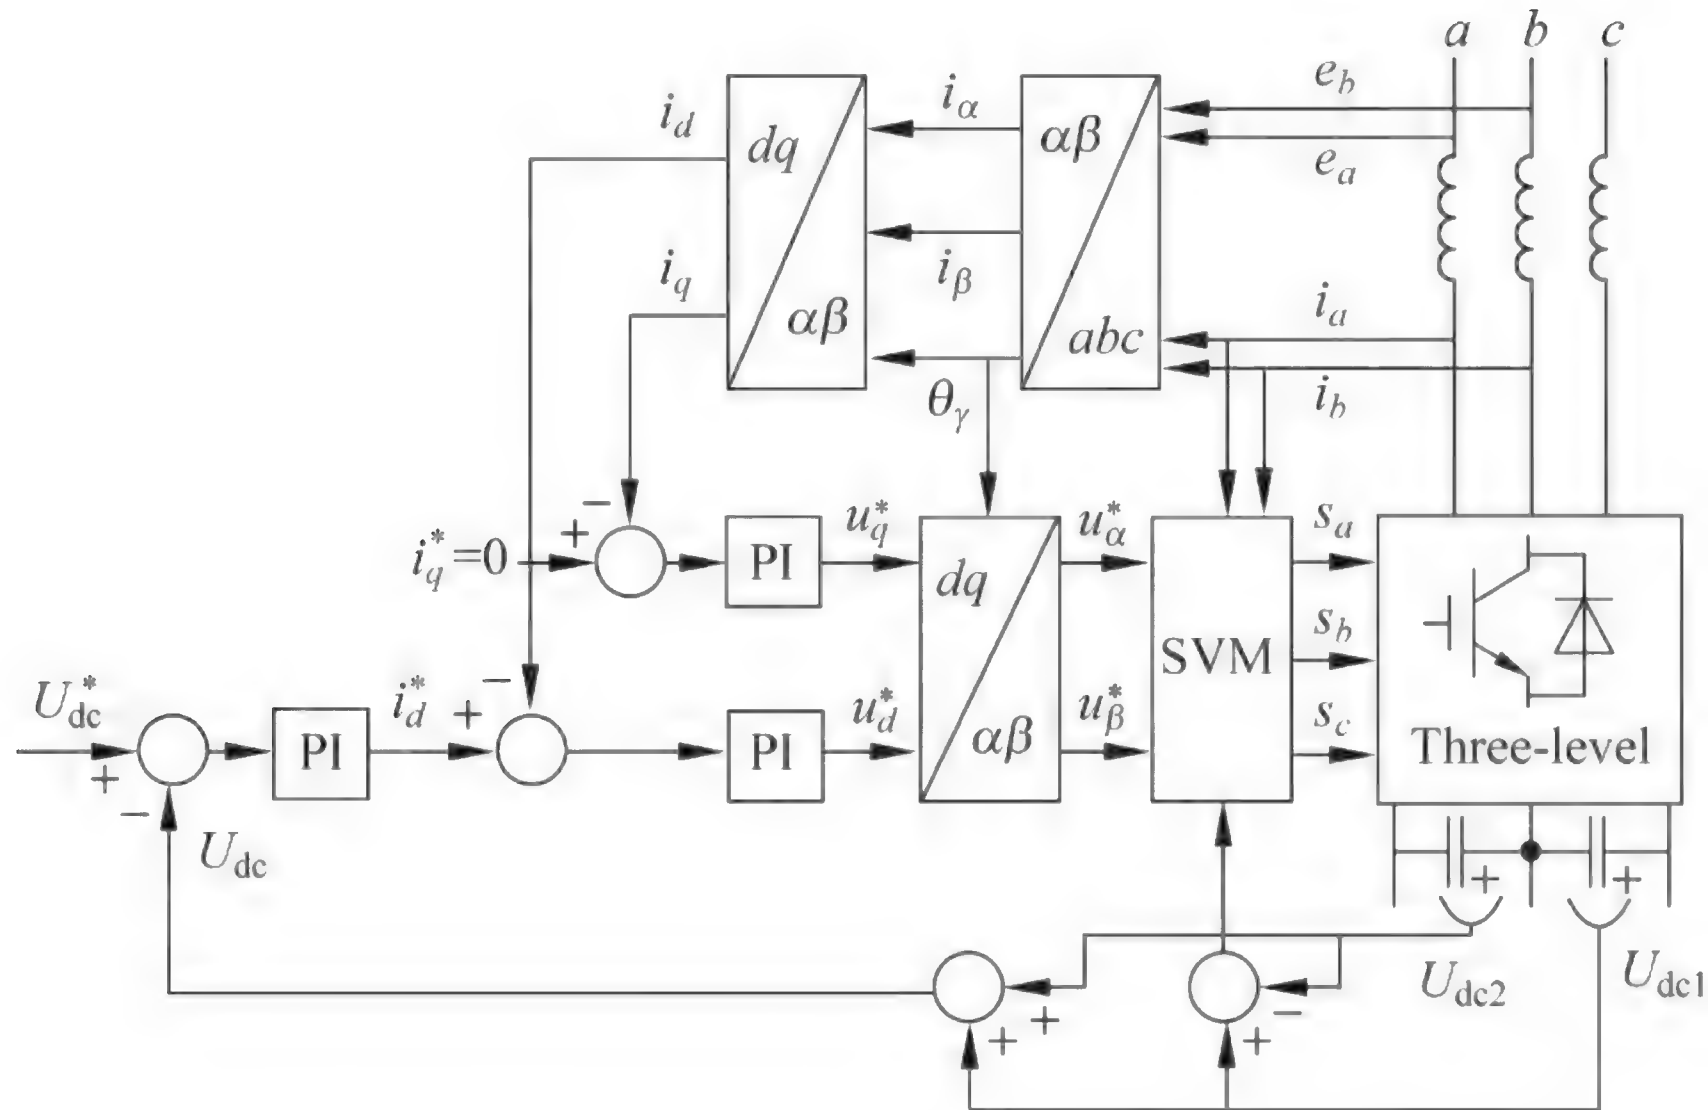 a b c
e_b
i_α
i_d
αβ
dq
e_a
i_q
i_β
i_a
αβ
abc
θ_γ
i_b
−
u_q^*
u_α^*
s_a
+
i_q^*=0
PI
dq
s_b
SVM
−
U_dc^*
i_d^*
+
u_d^*
u_β^*
s_c
PI
PI
αβ
Three-level
+
−
U_dc
+
+
U_dc2
U_dc1
+
−
+
+